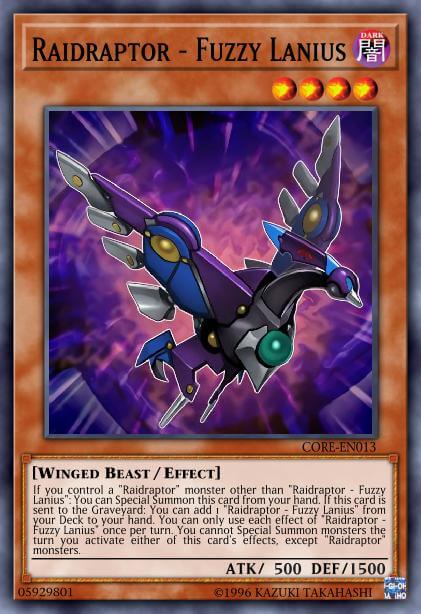 Raidraptor - Fuzzy Lanius
DARK
闇
CORE-EN013
[Winged Beast / Effect]
If you control a "Raidraptor" monster other than "Raidraptor - Fuzzy
Lanius": You can Special Summon this card from your hand. If this card is
sent to the Graveyard: You can add 1 "Raidraptor - Fuzzy Lanius" from
your Deck to your hand. You can only use each effect of "Raidraptor -
Fuzzy Lanius" once per turn. You cannot Special Summon monsters the
turn you activate either of this card's effects, except "Raidraptor"
monsters.
ATK/ 500 DEF/1500
05929801
©1996 KAZUKI TAKAHASHI